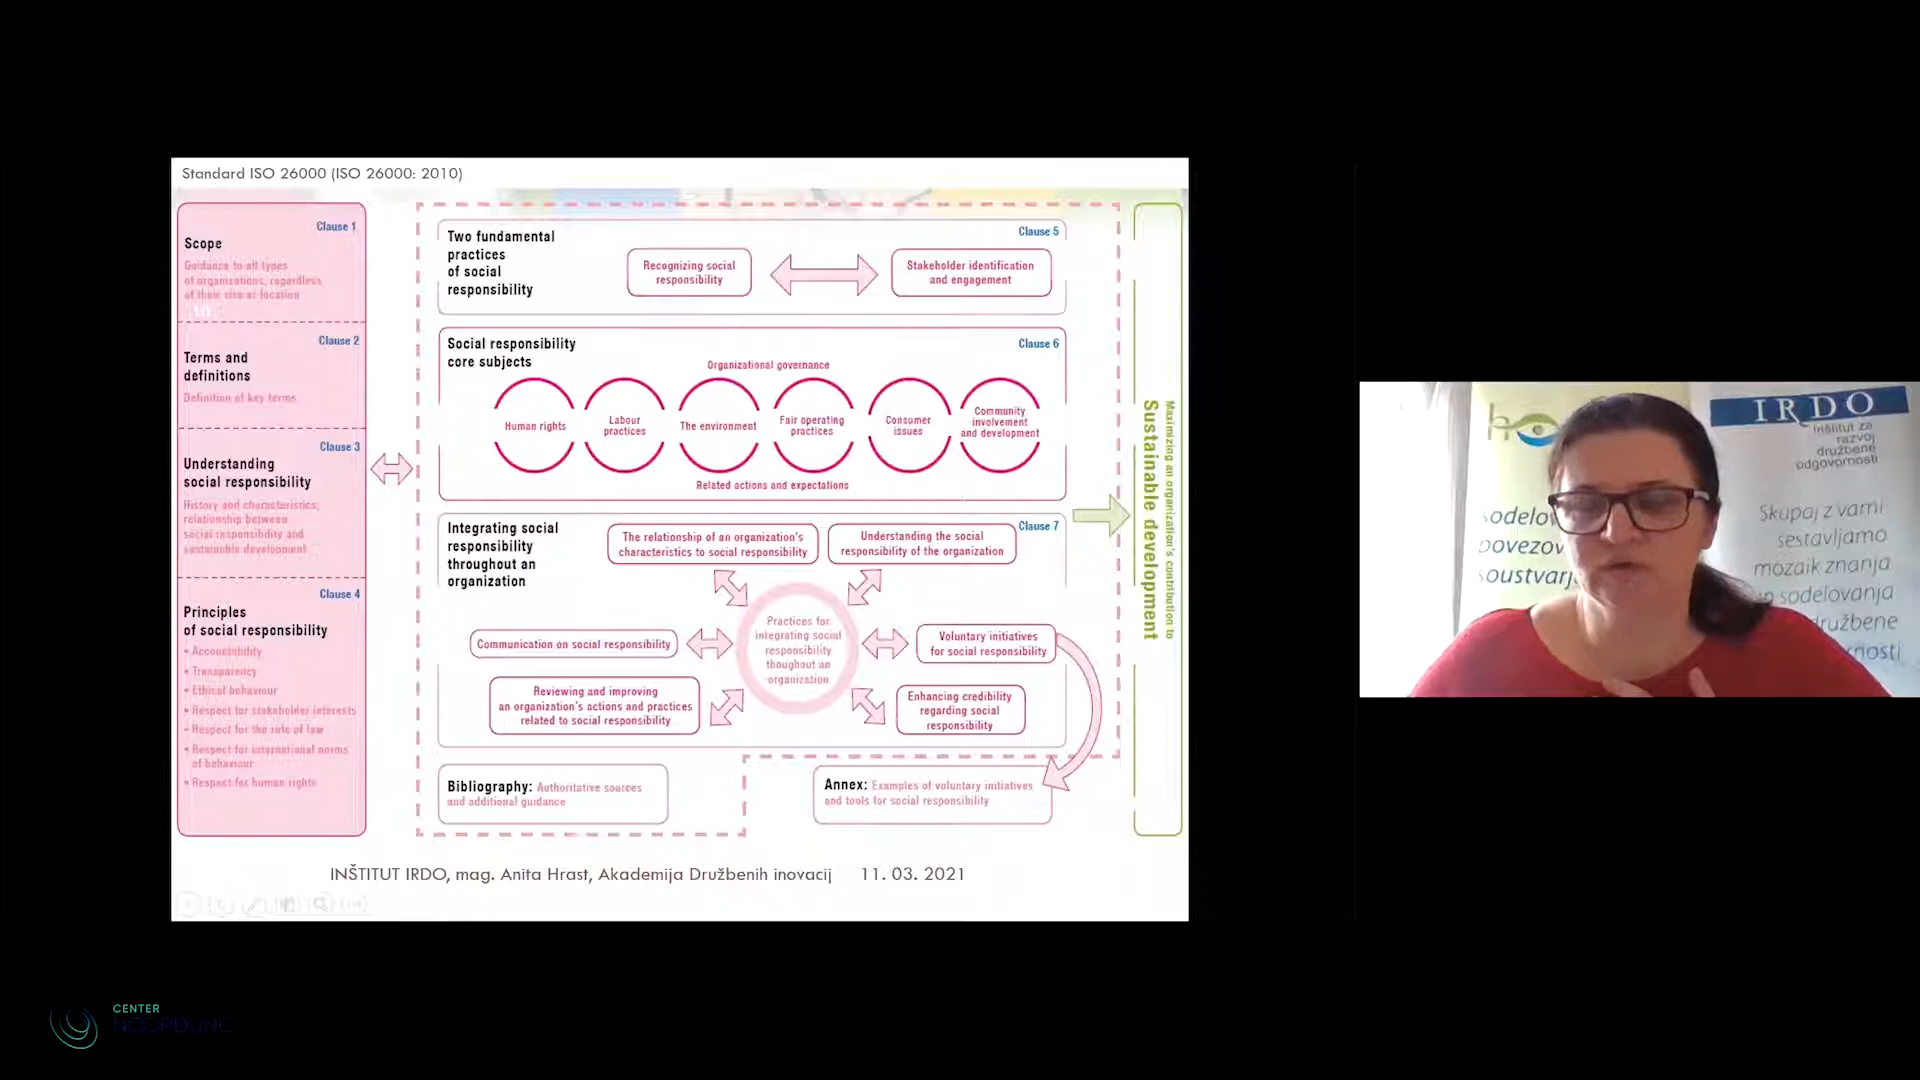 Standard ISO 26000 (ISO 26000: 2010)
Clause 1
Scope
Guidance to all types
of organizations, regardless
of their size or location
Clause 2
Terms and
definitions
Definition of key terms
Clause 3
Understanding
social responsibility
History and characteristics;
relationship between
social responsibility and
sustainable development
Clause 4
Principles
of social responsibility
• Accountability
• Transparency
• Ethical behaviour
• Respect for stakeholder interests
• Respect for the rule of law
• Respect for international norms
of behaviour
• Respect for human rights
Two fundamental
practices
of social
responsibility
Clause 5
Recognizing social
responsibility
Stakeholder identification
and engagement
Social responsibility
core subjects
Clause 6
Organizational governance
Human rights
Labour
practices
The environment
Fair operating
practices
Consumer
issues
Community
involvement
and development
Related actions and expectations
Integrating social
responsibility
throughout an
organization
Clause 7
The relationship of an organization's
characteristics to social responsibility
Understanding the social
responsibility of the organization
Practices for
integrating social
responsibility
thoughout an
organization
Communication on social responsibility
Voluntary initiatives
for social responsibility
Reviewing and improving
an organization's actions and practices
related to social responsibility
Enhancing credibility
regarding social
responsibility
Bibliography: Authoritative sources
and additional guidance
Annex: Examples of voluntary initiatives
and tools for social responsibility
Maximizing an organization's contribution to
Sustainable development
INŠTITUT IRDO, mag. Anita Hrast, Akademija Družbenih inovacij 11. 03. 2021
IRDO
Inštitut za
razvoj
družbene
odgovornosti
Skupaj z vami
sestavljamo
mozaik znanja
sodelovanja
družbene
CENTER
NOORDUNG